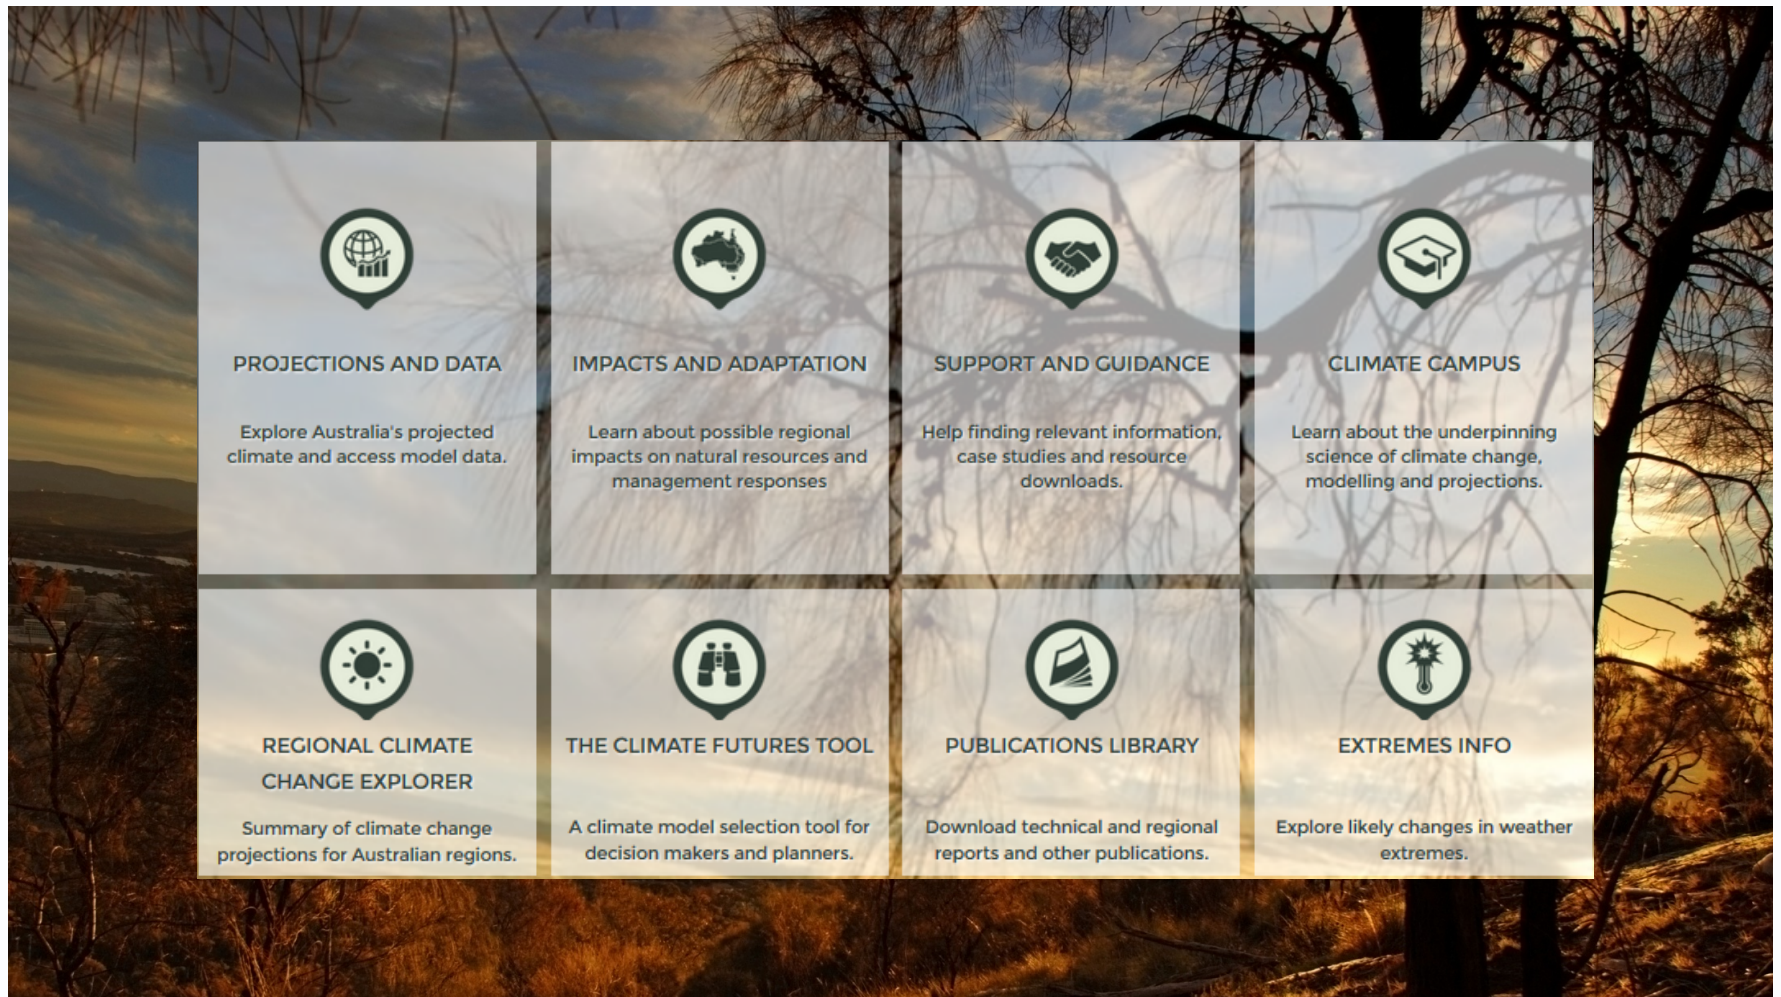 PROJECTIONS AND DATA
Explore Australia's projected
climate and access model data.
IMPACTS AND ADAPTATION
Learn about possible regional
impacts on natural resources and
management responses
SUPPORT AND GUIDANCE
Help finding relevant information,
case studies and resource
downloads.
CLIMATE CAMPUS
Learn about the underpinning
science of climate change,
modelling and projections.
REGIONAL CLIMATE
CHANGE EXPLORER
Summary of climate change
projections for Australian regions.
THE CLIMATE FUTURES TOOL
A climate model selection tool for
decision makers and planners.
PUBLICATIONS LIBRARY
Download technical and regional
reports and other publications.
EXTREMES INFO
Explore likely changes in weather
extremes.